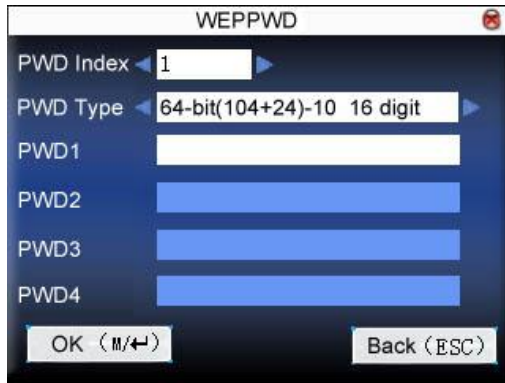 WEPPWD
PWD Index 1
PWD Type 64-bit(104+24)-10 16 digit
PWD1
PWD2
PWD3
PWD4
OK (M/↵) Back (ESC)